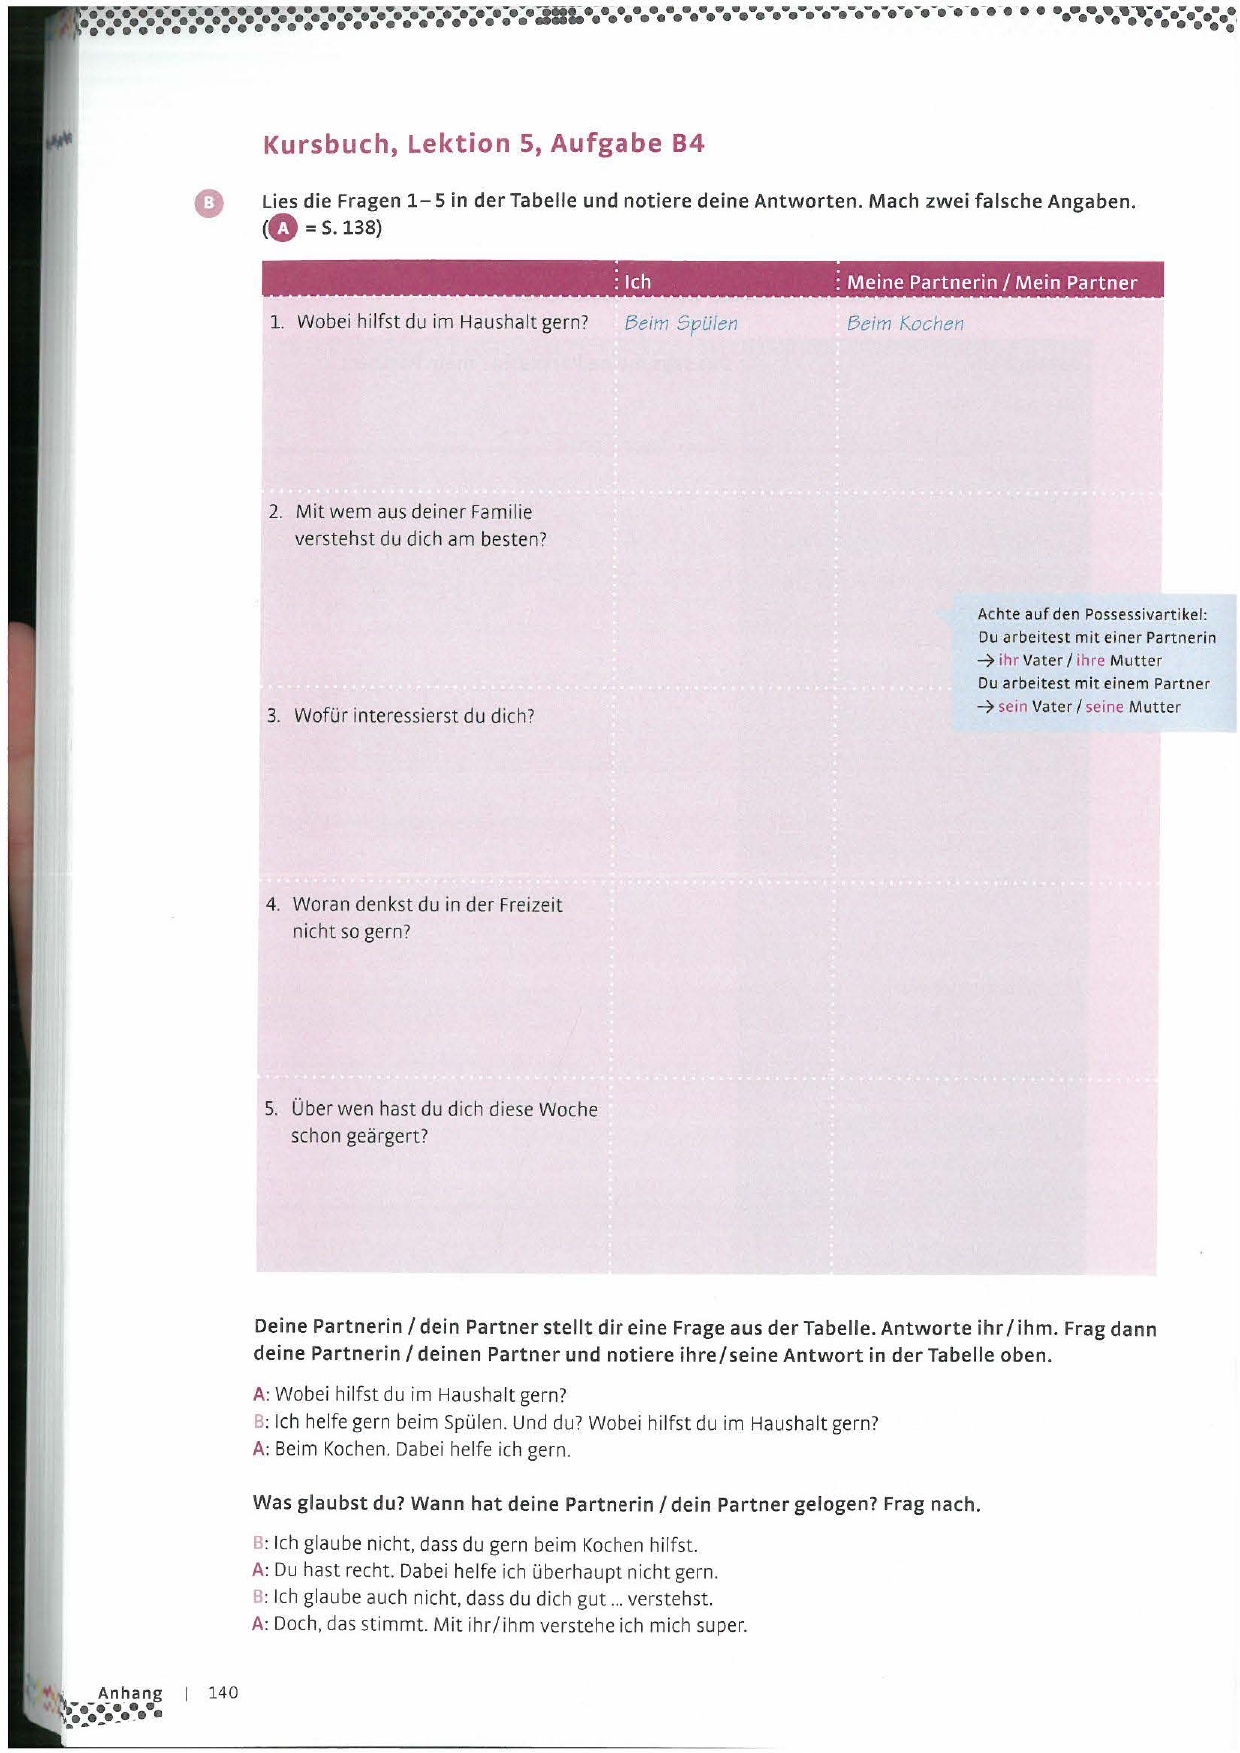 Kursbuch, Lektion 5, Aufgabe B4
B Lies die Fragen 1–5 in der Tabelle und notiere deine Antworten. Mach zwei falsche Angaben.
(A = S. 138)
Ich Meine Partnerin / Mein Partner
1. Wobei hilfst du im Haushalt gern? Beim Spülen Beim Kochen
2. Mit wem aus deiner Familie
verstehst du dich am besten?
Achte auf den Possessivartikel:
Du arbeitest mit einer Partnerin
→ ihr Vater / ihre Mutter
Du arbeitest mit einem Partner
→ sein Vater / seine Mutter
3. Wofür interessierst du dich?
4. Woran denkst du in der Freizeit
nicht so gern?
5. Über wen hast du dich diese Woche
schon geärgert?
Deine Partnerin / dein Partner stellt dir eine Frage aus der Tabelle. Antworte ihr / ihm. Frag dann
deine Partnerin / deinen Partner und notiere ihre / seine Antwort in der Tabelle oben.
A: Wobei hilfst du im Haushalt gern?
B: Ich helfe gern beim Spülen. Und du? Wobei hilfst du im Haushalt gern?
A: Beim Kochen. Dabei helfe ich gern.
Was glaubst du? Wann hat deine Partnerin / dein Partner gelogen? Frag nach.
B: Ich glaube nicht, dass du gern beim Kochen hilfst.
A: Du hast recht. Dabei helfe ich überhaupt nicht gern.
B: Ich glaube auch nicht, dass du dich gut ... verstehst.
A: Doch, das stimmt. Mit ihr/ihm verstehe ich mich super.
Anhang | 140